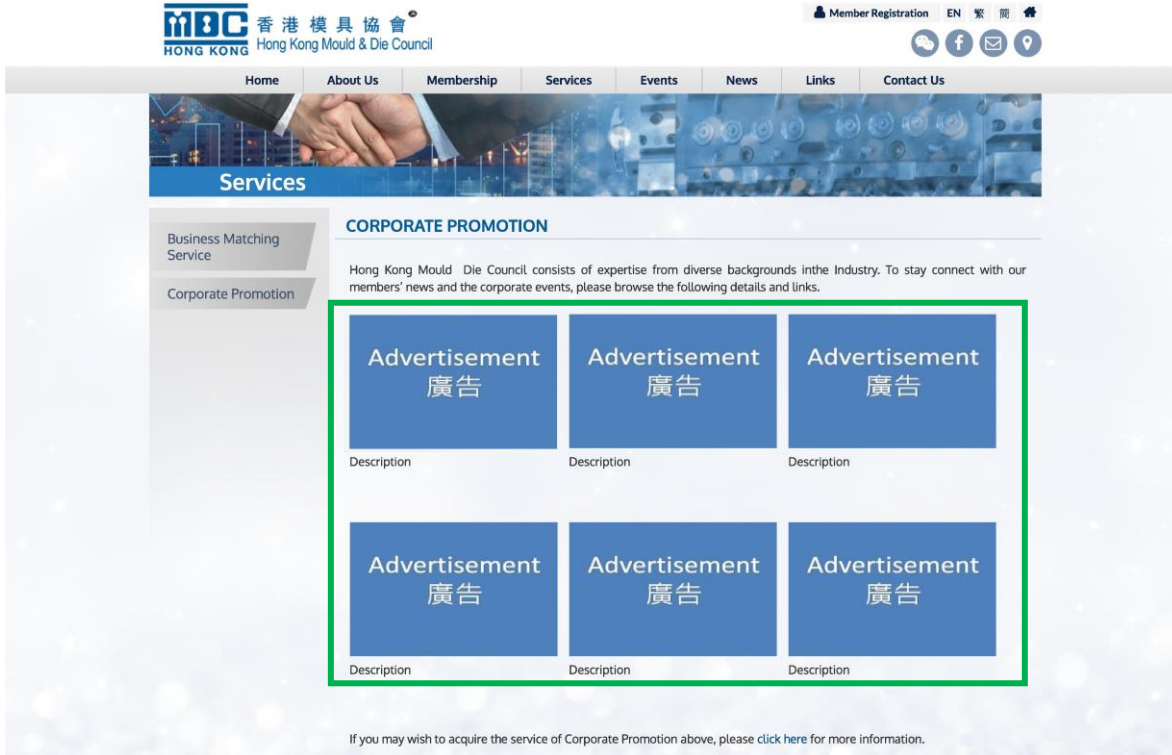 MDC
HONG KONG
香港模具協會
Hong Kong Mould & Die Council
Member Registration EN 繁 簡
Home About Us Membership Services Events News Links Contact Us
Services
Business Matching
Service
Corporate Promotion
CORPORATE PROMOTION
Hong Kong Mould Die Council consists of expertise from diverse backgrounds inthe Industry. To stay connect with our
members' news and the corporate events, please browse the following details and links.
Advertisement Advertisement Advertisement
廣告 廣告 廣告
Description Description Description
Advertisement Advertisement Advertisement
廣告 廣告 廣告
Description Description Description
If you may wish to acquire the service of Corporate Promotion above, please click here for more information.